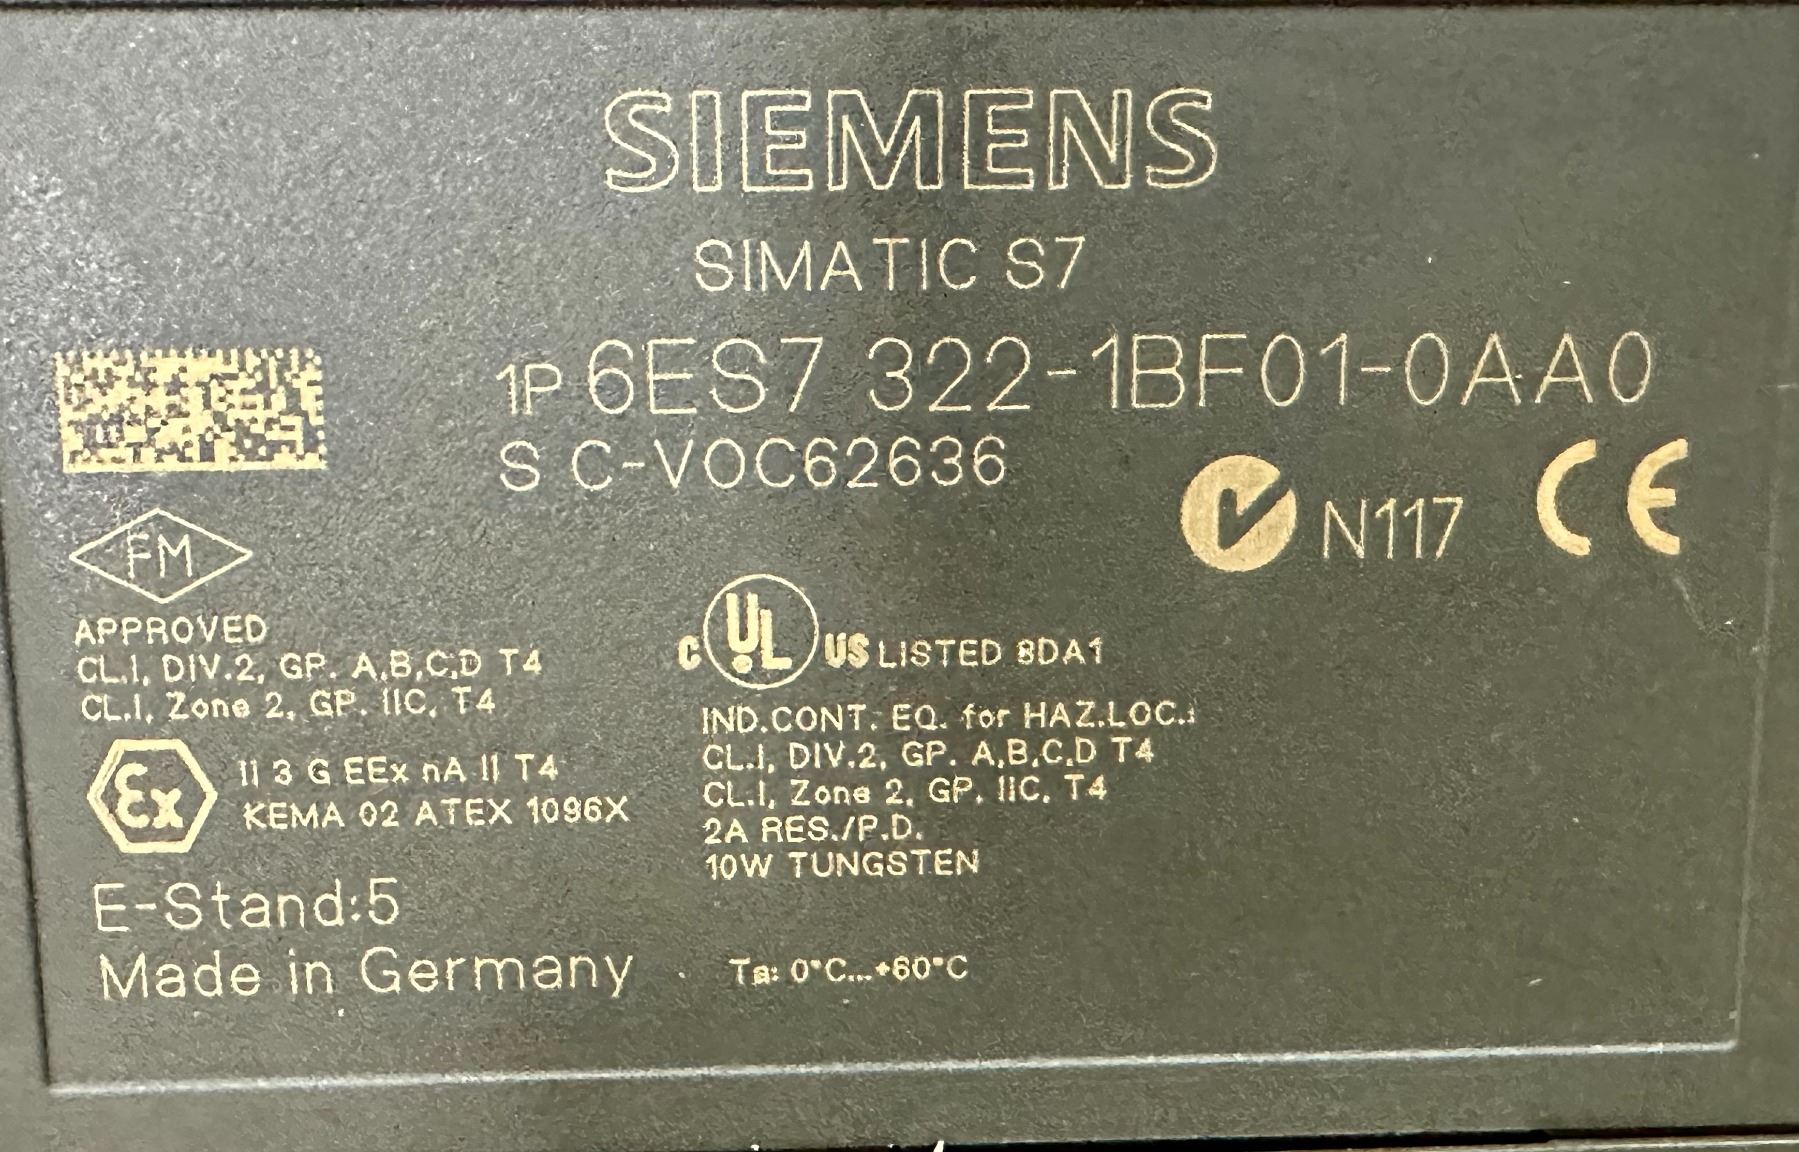 SIEMENS
SIMATIC S7
1P 6ES7 322-1BF01-0AA0
S C-VOC62636
N117 CE
FM
APPROVED
CL.I, DIV.2, GP. A,B,C,D T4
CL.I, Zone 2, GP. IIC, T4
C UL US LISTED 8DA1
IND.CONT. EQ. for HAZ.LOC.:
CL.I, DIV.2, GP. A,B,C,D T4
CL.I, Zone 2, GP. IIC, T4
2A RES./P.D.
10W TUNGSTEN
Ex II 3 G EEx nA II T4
KEMA 02 ATEX 1096X
E-Stand:5
Made in Germany
Ta: 0°C...+60°C